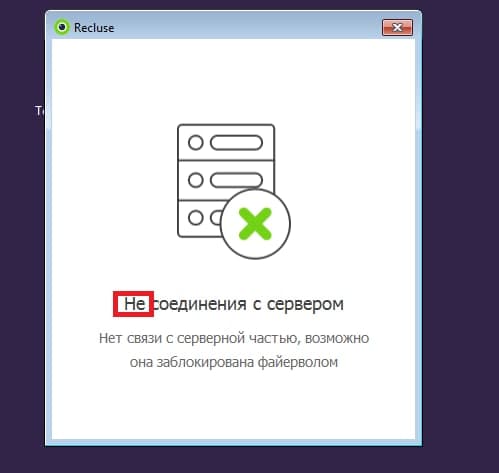 Recluse
Те
Не соединения с сервером
Нет связи с серверной частью, возможно
она заблокирована файерволом